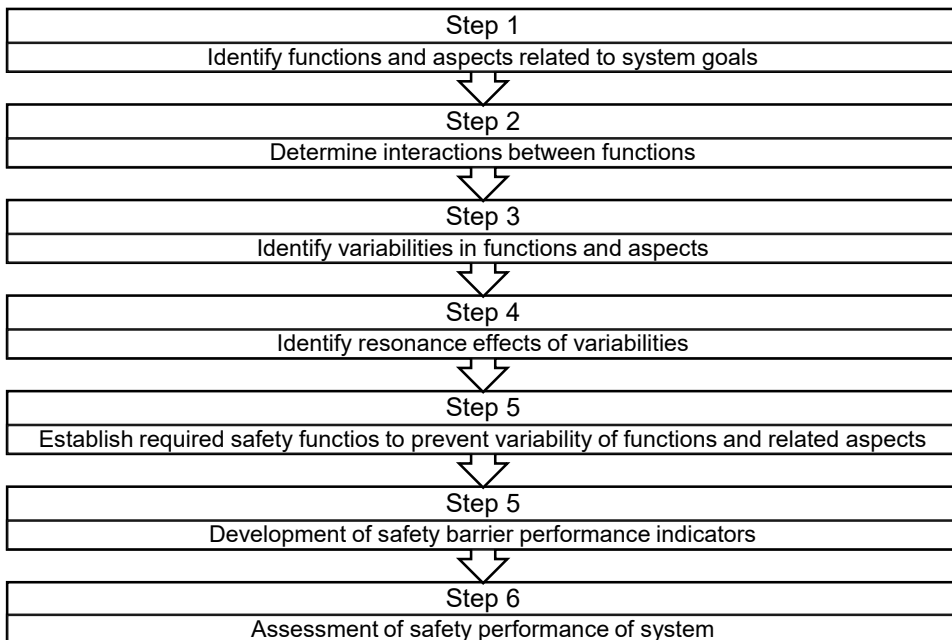 Step 1
Identify functions and aspects related to system goals
Step 2
Determine interactions between functions
Step 3
Identify variabilities in functions and aspects
Step 4
Identify resonance effects of variabilities
Step 5
Establish required safety functios to prevent variability of functions and related aspects
Step 5
Development of safety barrier performance indicators
Step 6
Assessment of safety performance of system